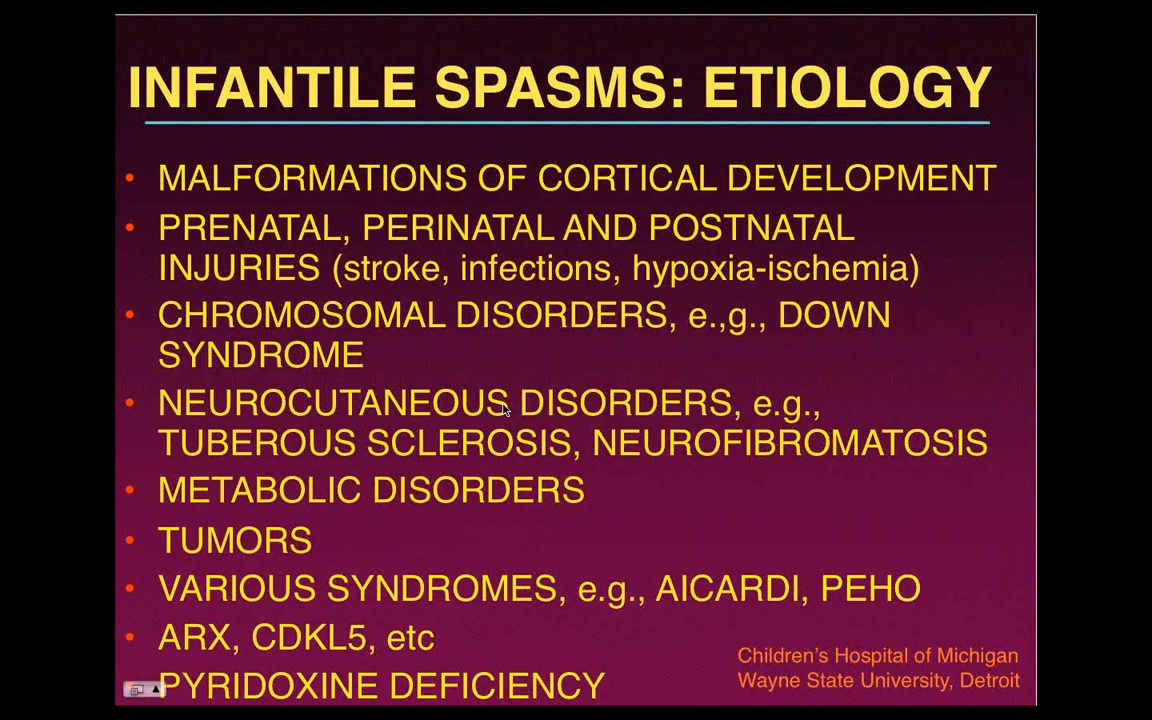 INFANTILE SPASMS: ETIOLOGY
• MALFORMATIONS OF CORTICAL DEVELOPMENT
• PRENATAL, PERINATAL AND POSTNATAL
INJURIES (stroke, infections, hypoxia-ischemia)
• CHROMOSOMAL DISORDERS, e.,g., DOWN
SYNDROME
• NEUROCUTANEOUS DISORDERS, e.g.,
TUBEROUS SCLEROSIS, NEUROFIBROMATOSIS
• METABOLIC DISORDERS
• TUMORS
• VARIOUS SYNDROMES, e.g., AICARDI, PEHO
• ARX, CDKL5, etc
PYRIDOXINE DEFICIENCY
Children's Hospital of Michigan
Wayne State University, Detroit